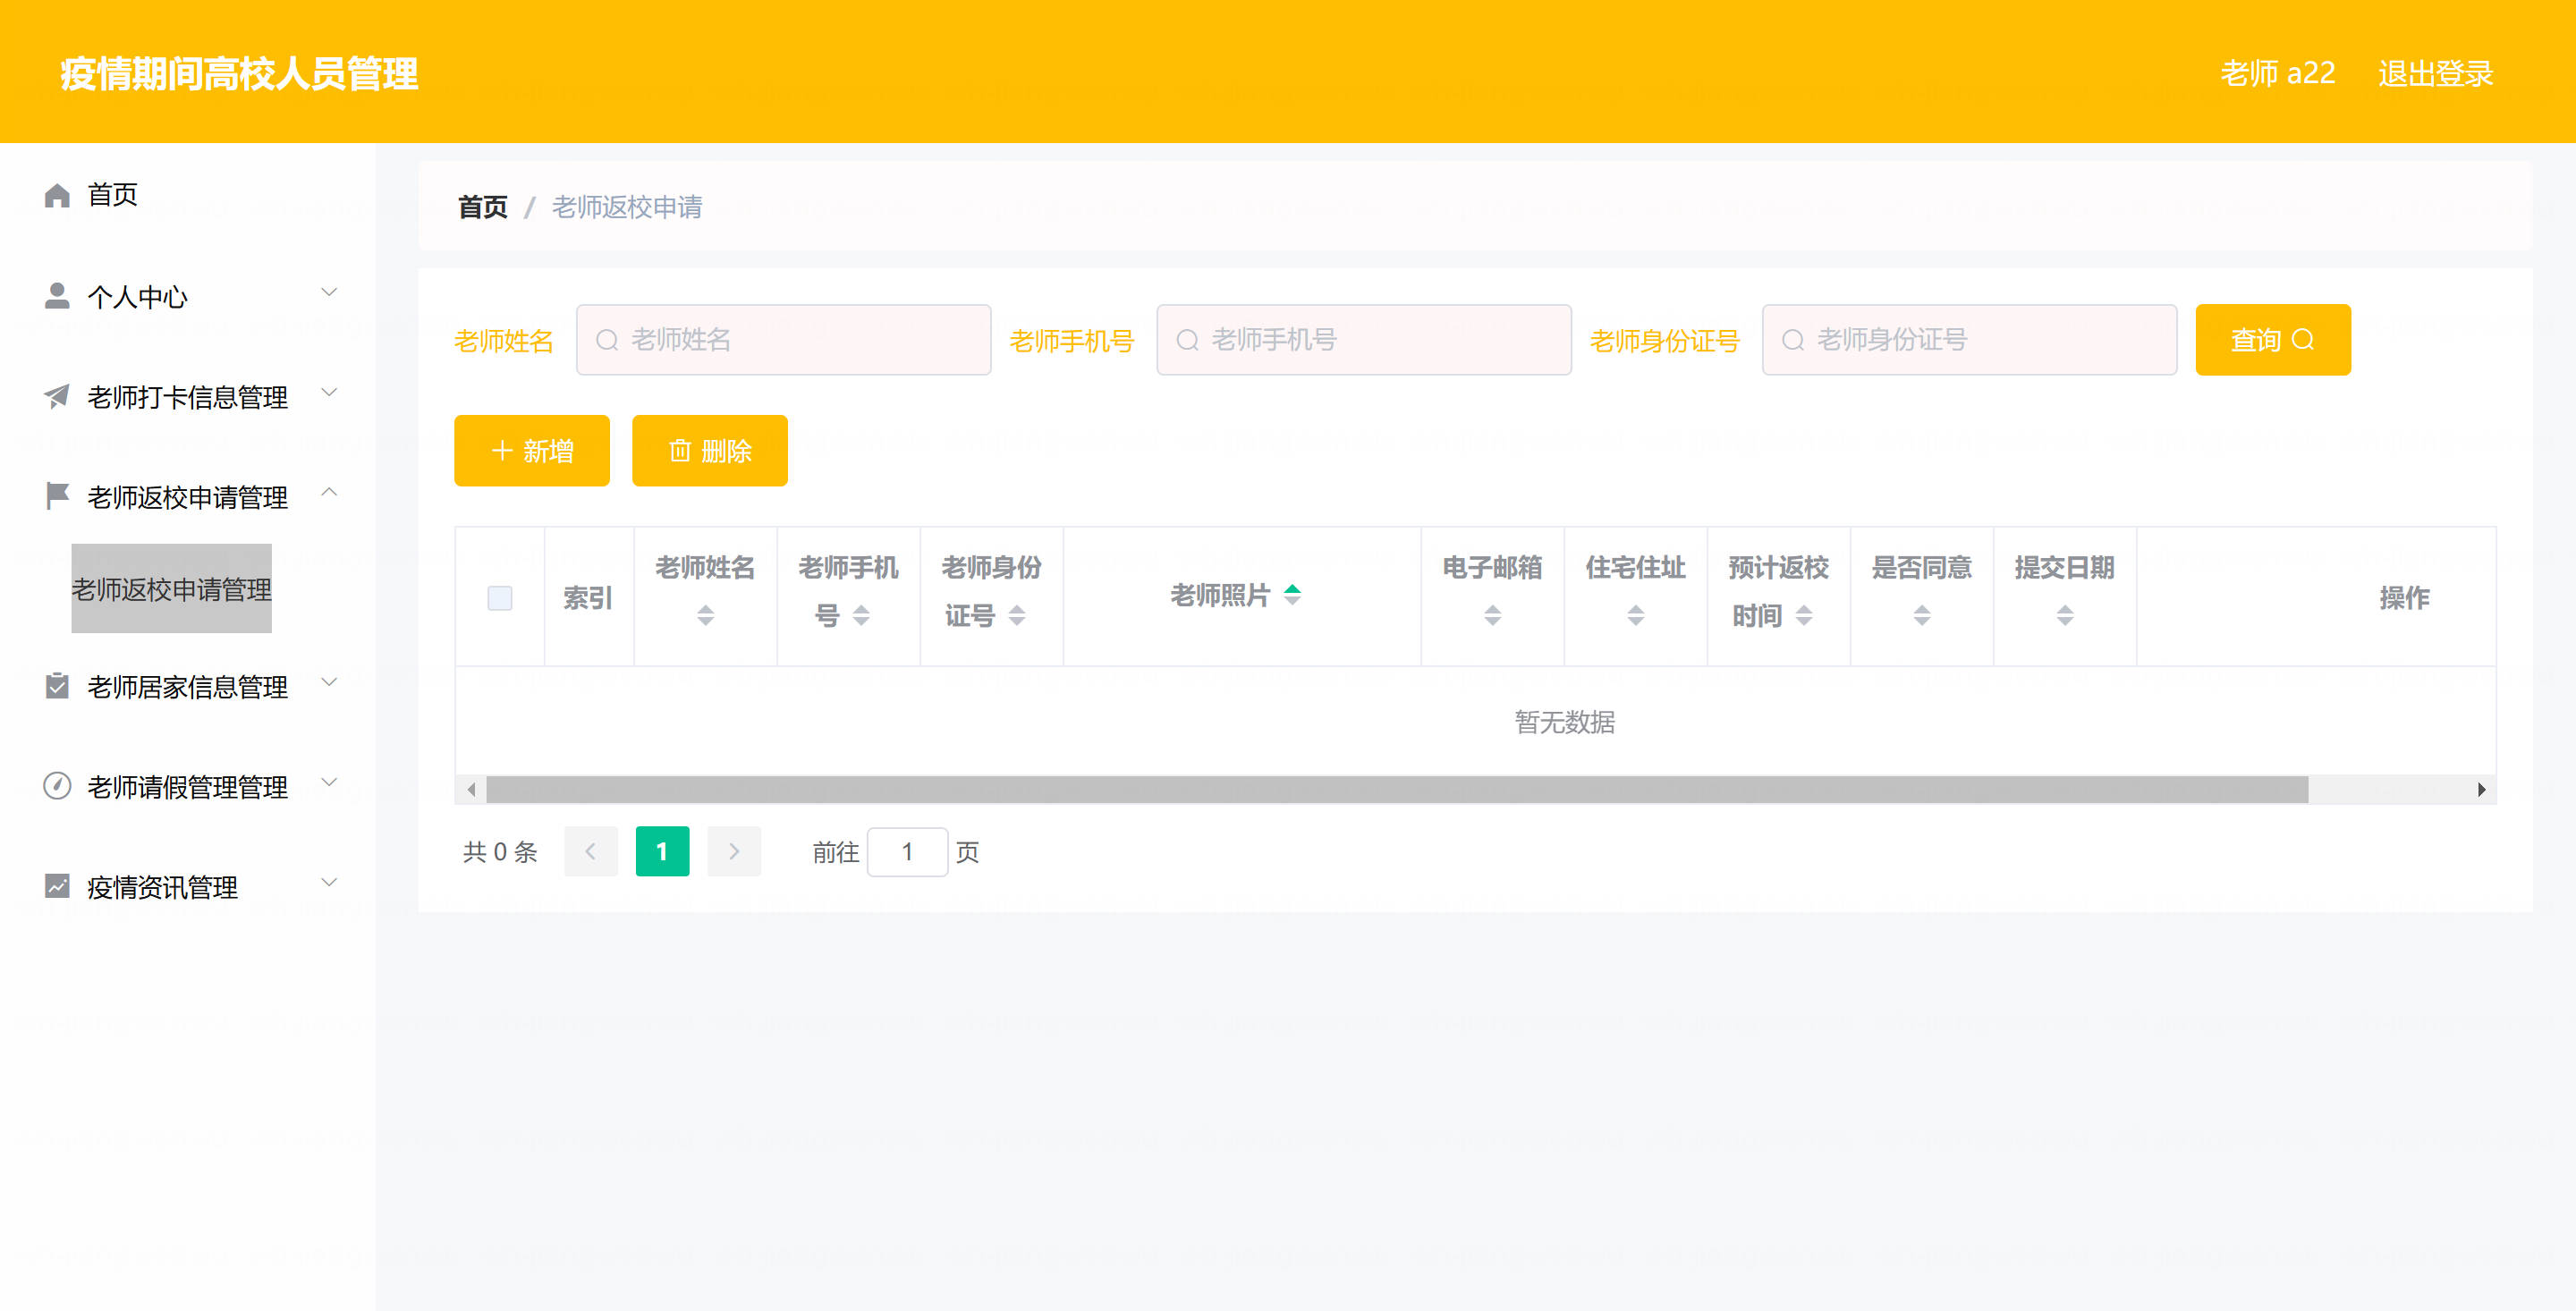 疫情期间高校人员管理
老师 a22 退出登录
首页
个人中心
老师打卡信息管理
老师返校申请管理
老师返校申请管理
老师居家信息管理
老师请假管理管理
疫情资讯管理
首页 / 老师返校申请
老师姓名 老师姓名 老师手机号 老师手机号 老师身份证号 老师身份证号 查询
新增 删除
索引 老师姓名 老师手机号 老师身份证号 老师照片 电子邮箱 住宅住址 预计返校时间 是否同意 提交日期 操作
暂无数据
共 0 条 1 前往 1 页